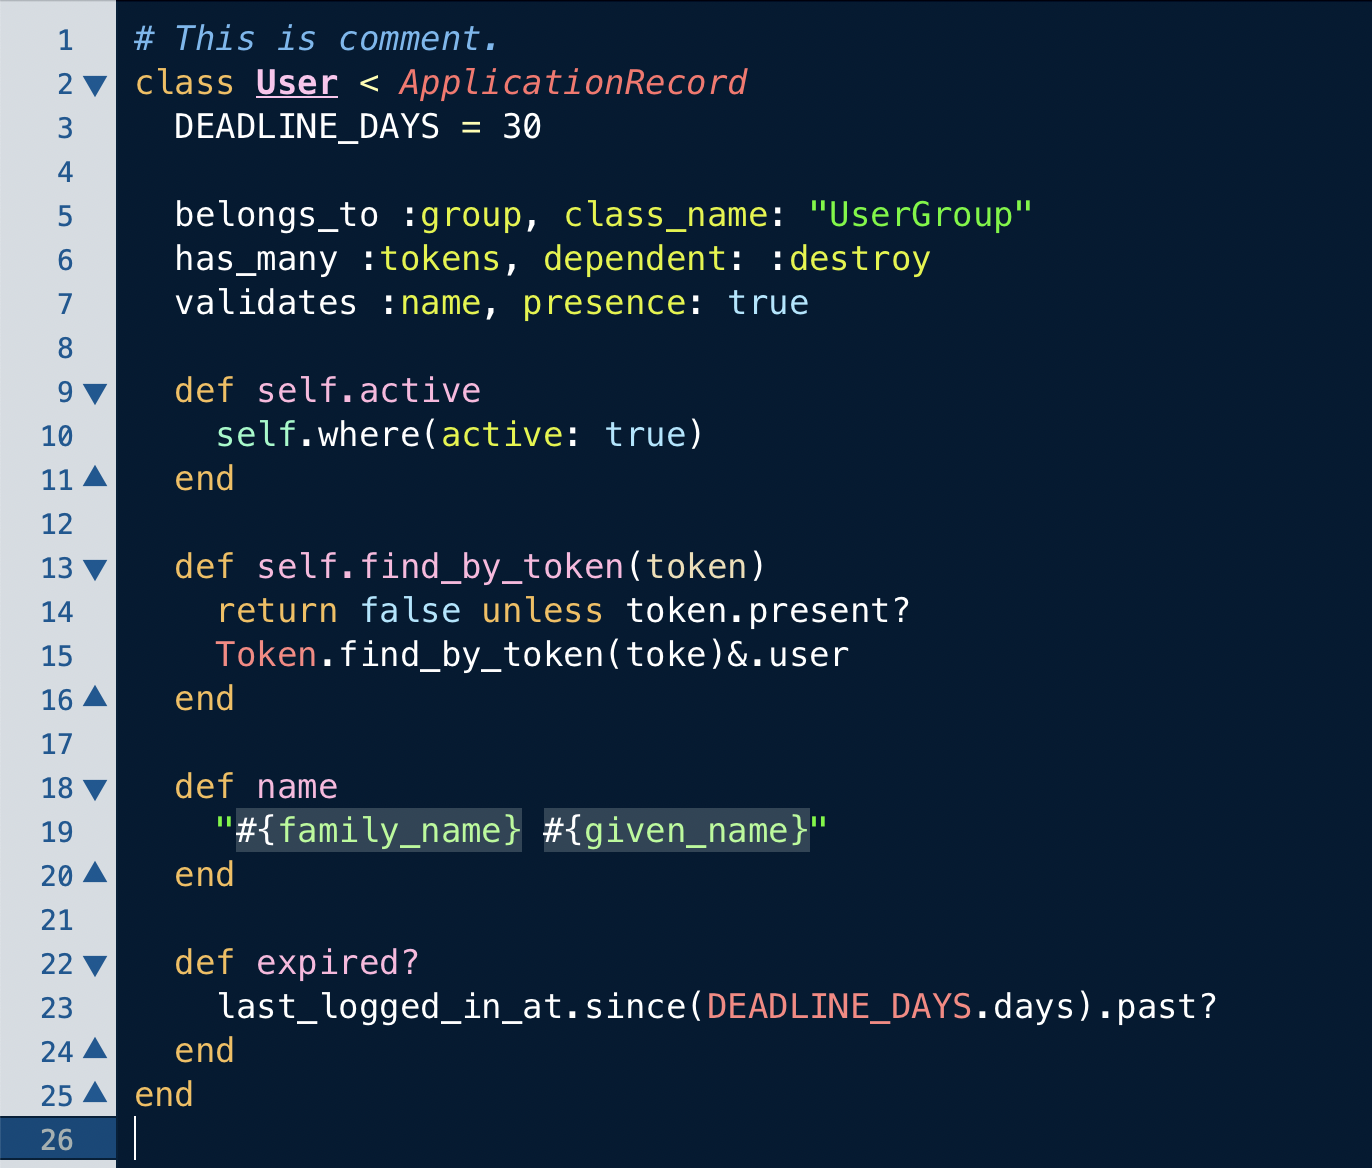 1 # This is comment.
2 class User < ApplicationRecord
3   DEADLINE_DAYS = 30
4
5   belongs_to :group, class_name: "UserGroup"
6   has_many :tokens, dependent: :destroy
7   validates :name, presence: true
8
9   def self.active
10     self.where(active: true)
11   end
12
13   def self.find_by_token(token)
14     return false unless token.present?
15     Token.find_by_token(toke)&.user
16   end
17
18   def name
19     "#{family_name} #{given_name}"
20   end
21
22   def expired?
23     last_logged_in_at.since(DEADLINE_DAYS.days).past?
24   end
25 end
26